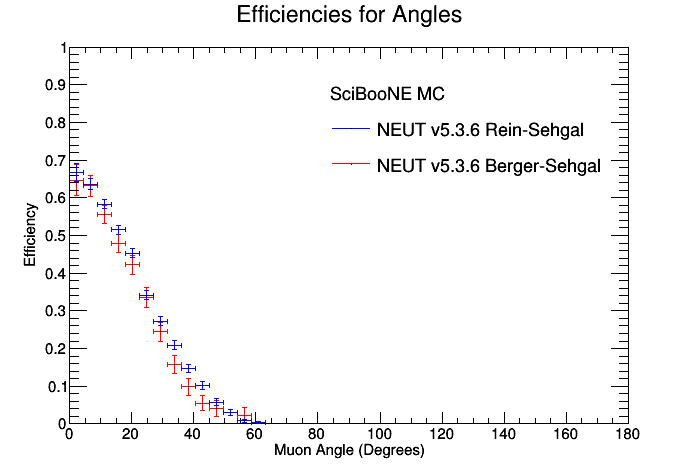 Efficiencies for Angles
SciBooNE MC
NEUT v5.3.6 Rein-Sehgal
NEUT v5.3.6 Berger-Sehgal
Efficiency
1
0.9
0.8
0.7
0.6
0.5
0.4
0.3
0.2
0.1
0
0 20 40 60 80 100 120 140 160 180
Muon Angle (Degrees)